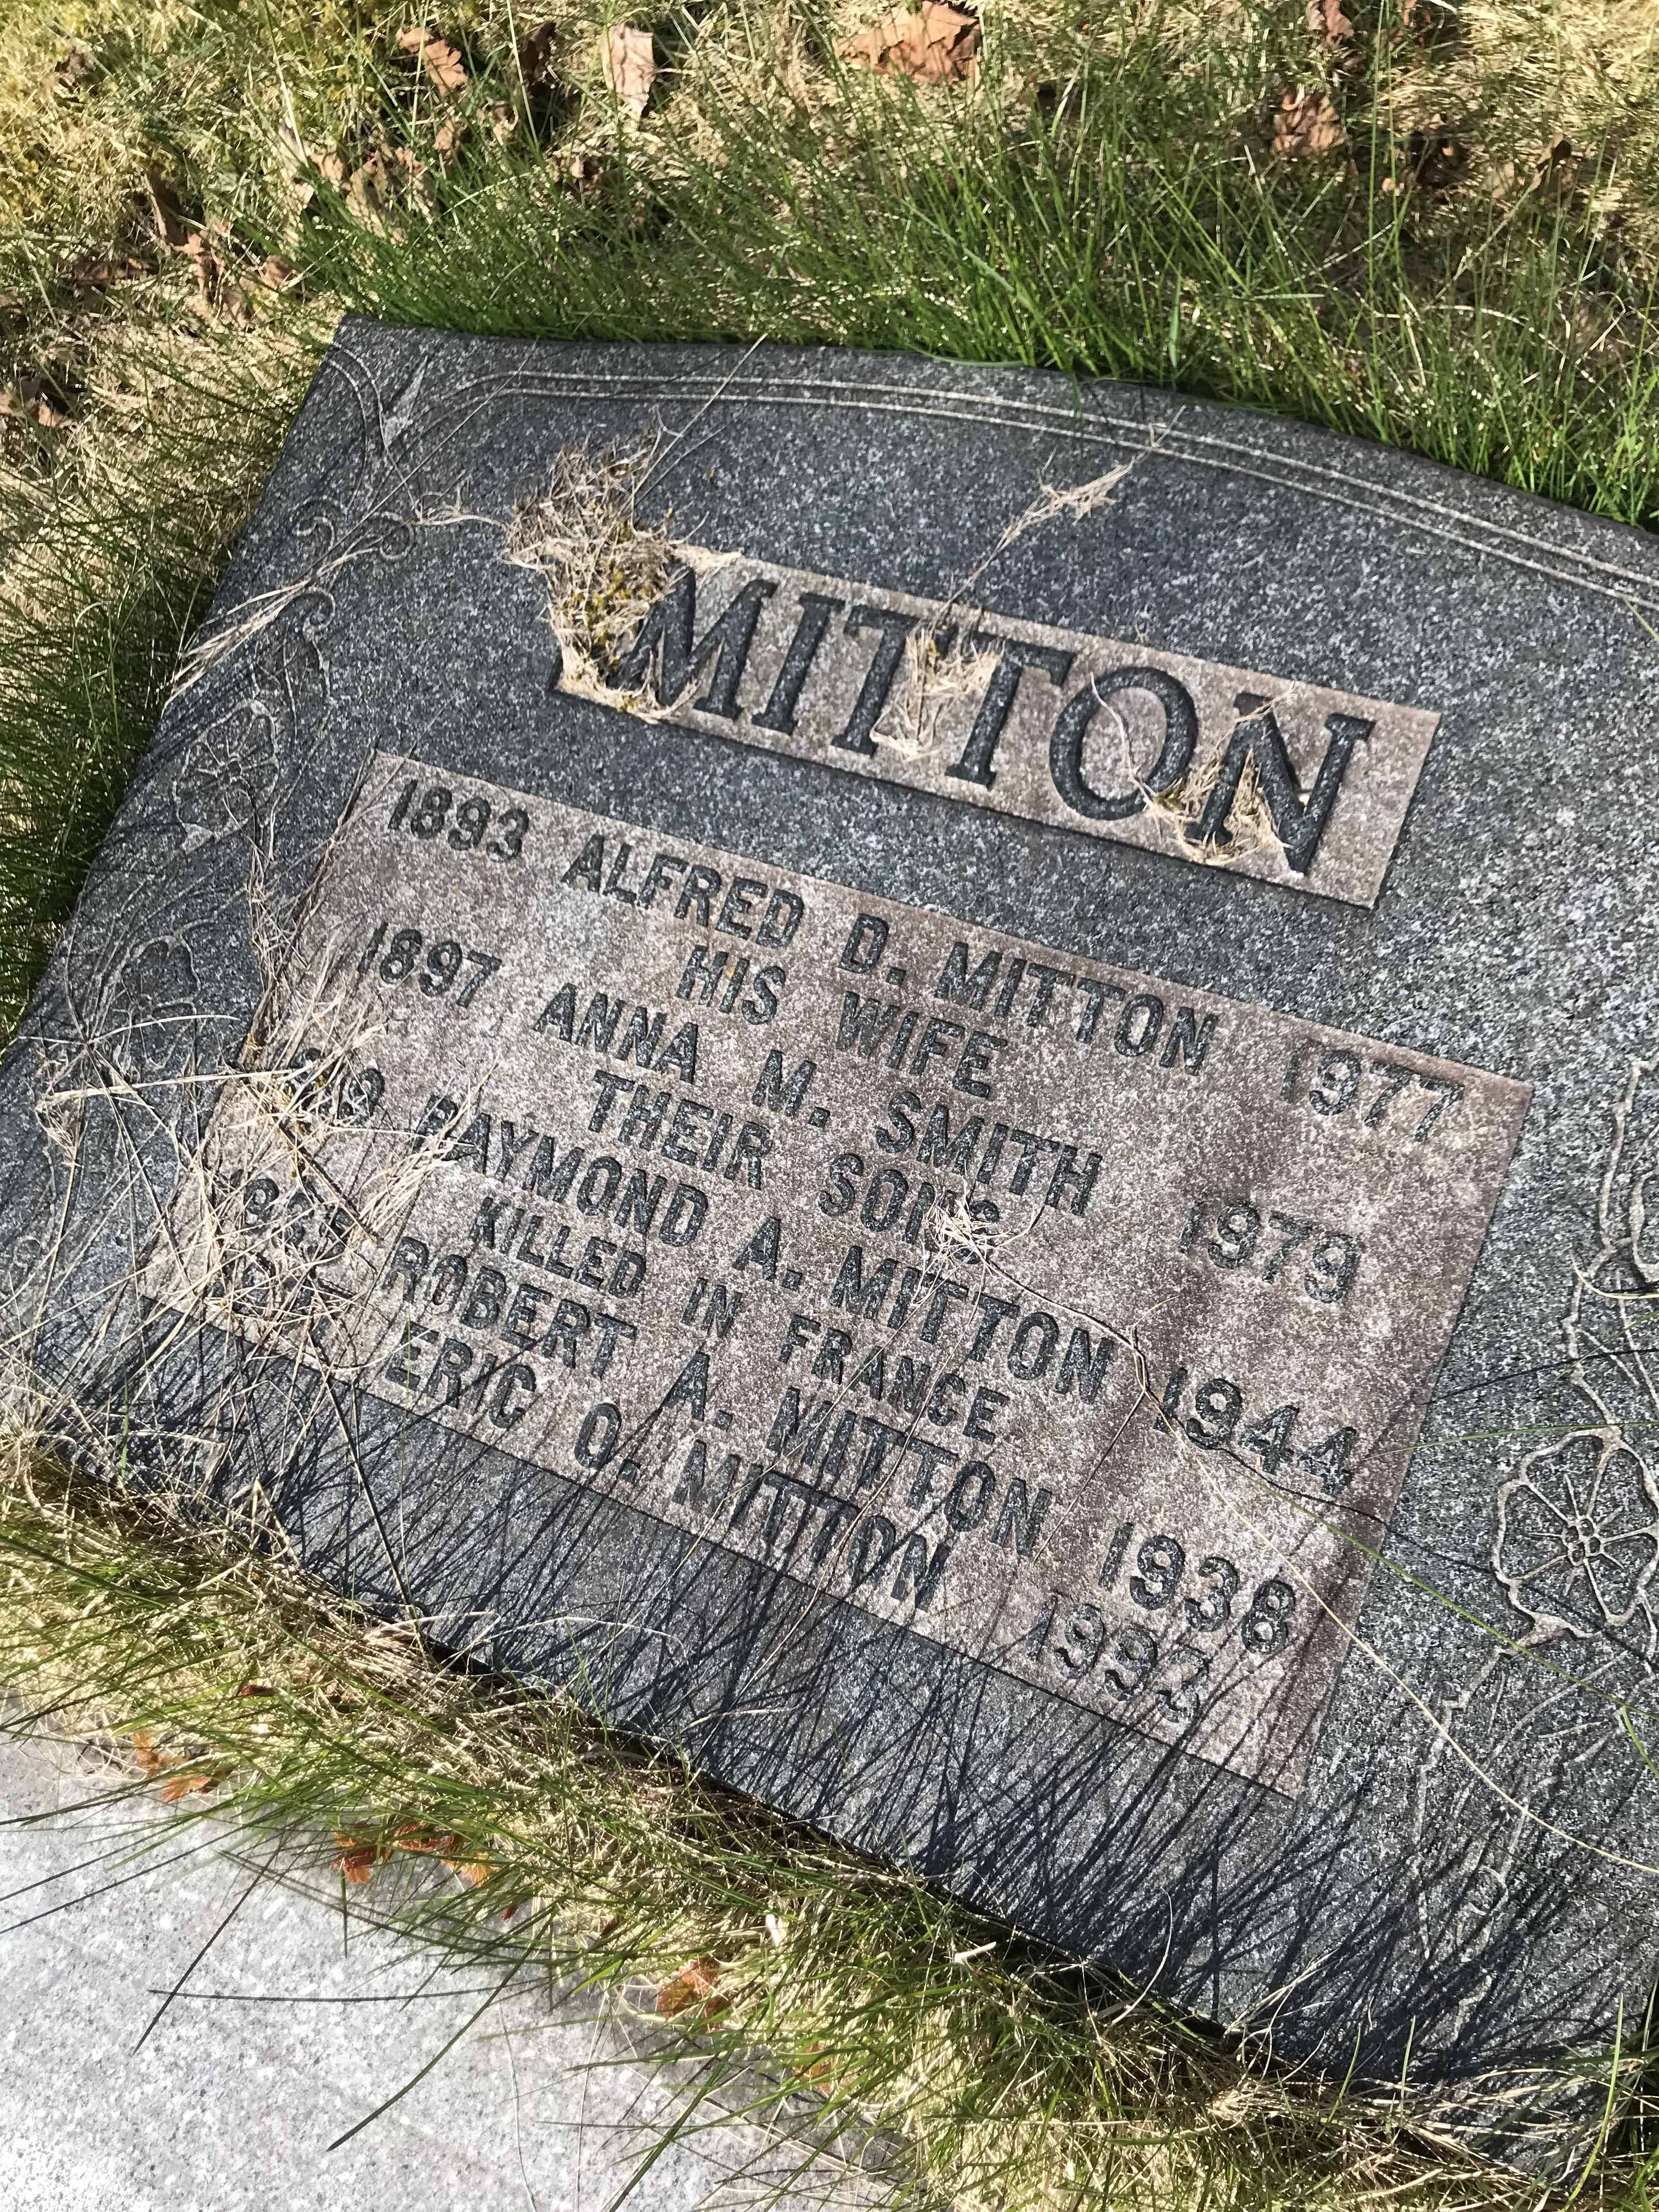 MITTON
1893 ALFRED D. MITTON 1977
HIS WIFE
1897 ANNA M. SMITH 1979
THEIR SONS
RAYMOND A. MITTON 1944
KILLED IN FRANCE
ROBERT A. MITTON 1938
ERIC O. MITTON